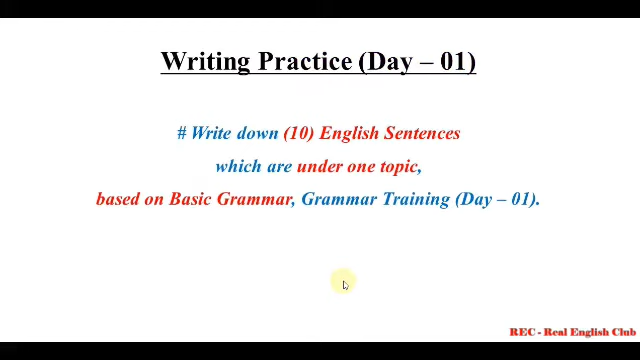 Writing Practice (Day – 01)
# Write down (10) English Sentences
which are under one topic,
based on Basic Grammar, Grammar Training (Day – 01).
REC - Real English Club